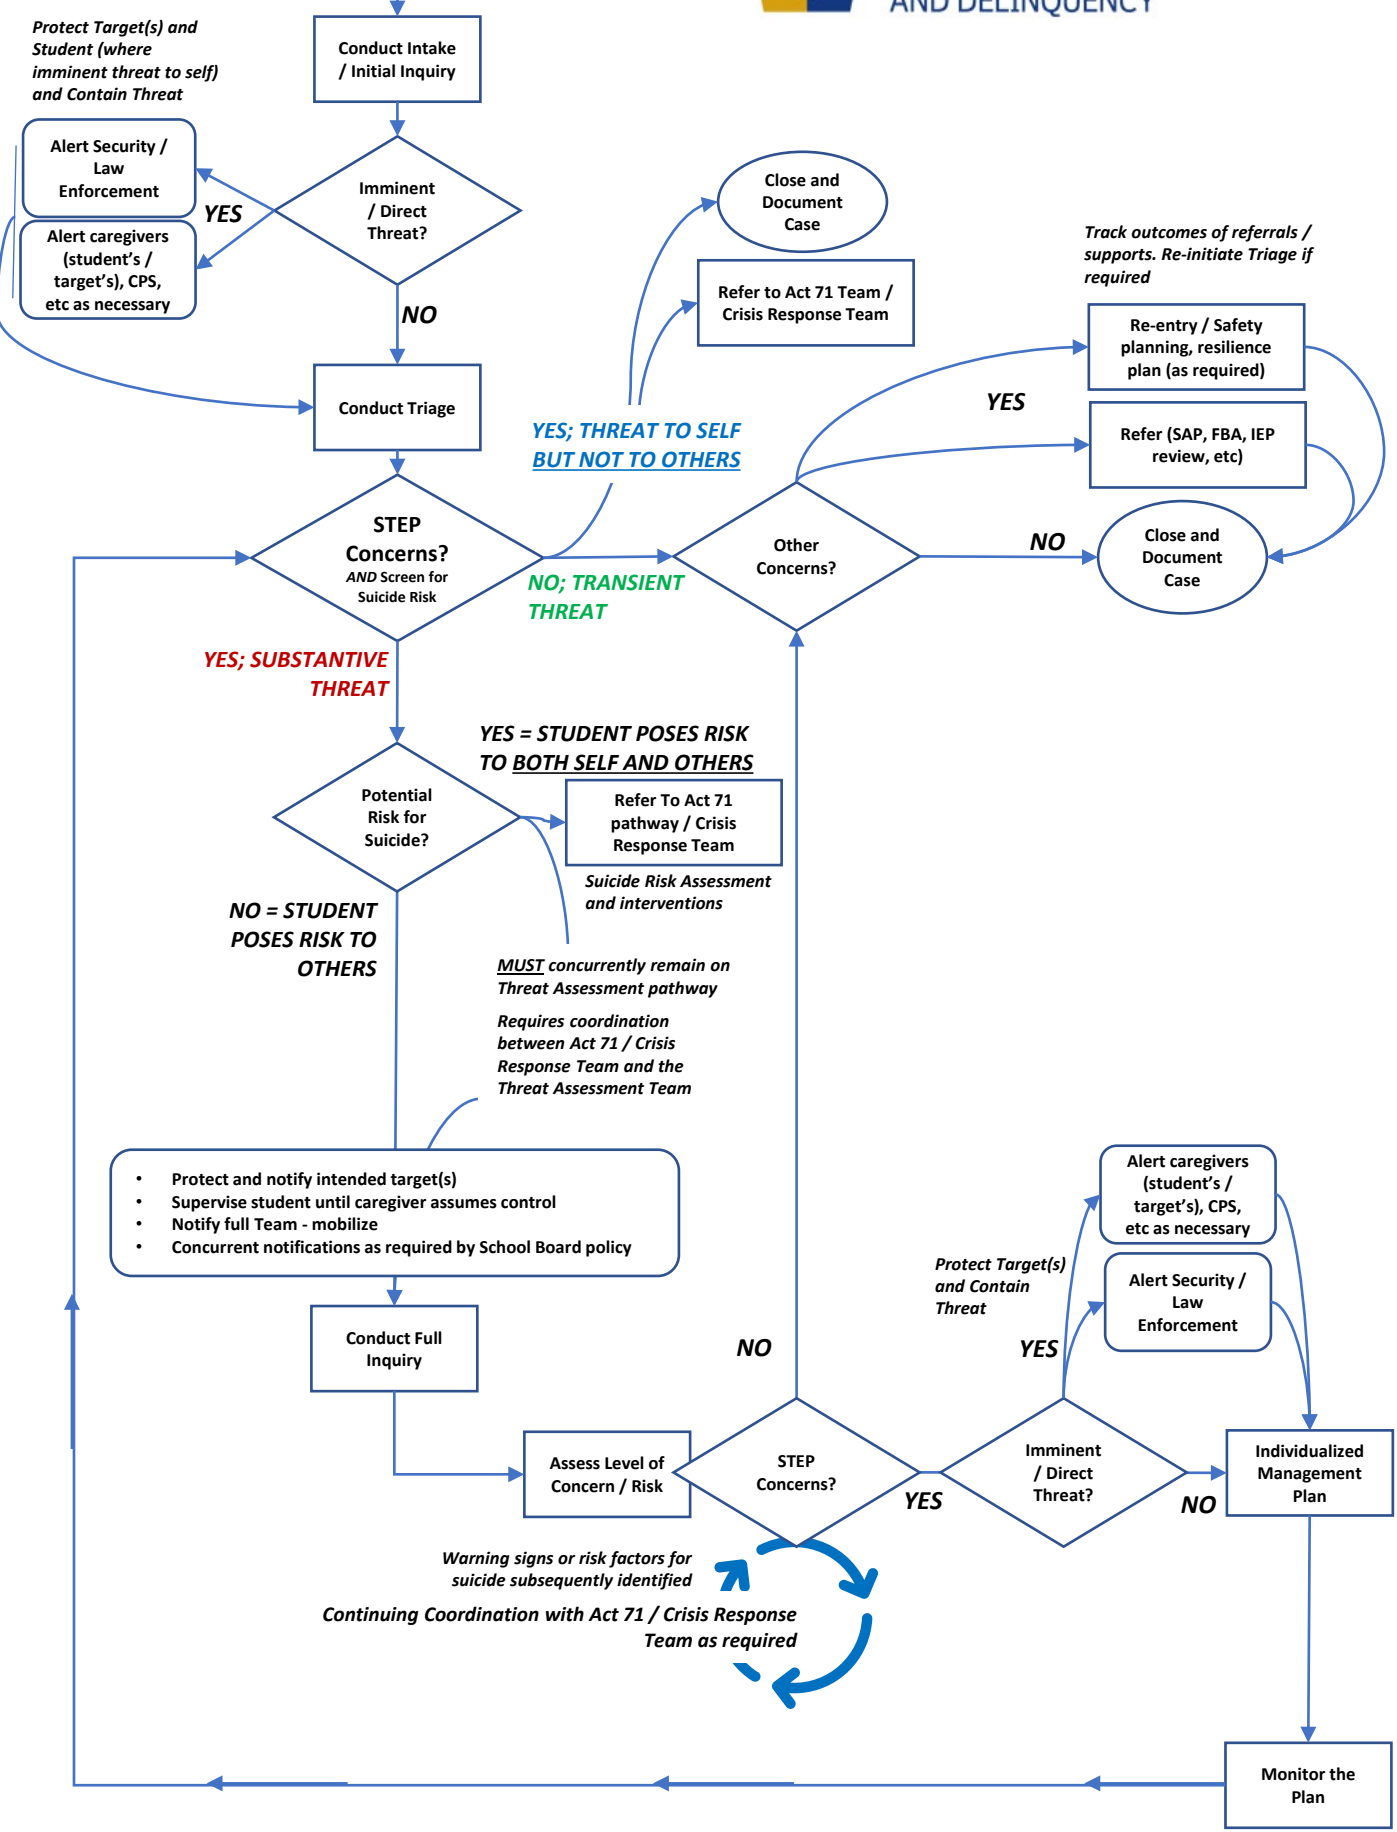 AND DELINQUENCY
Protect Target(s) and
Student (where
imminent threat to self)
and Contain Threat
Conduct Intake
/ Initial Inquiry
Alert Security /
Law
Enforcement
YES
Alert caregivers
(student's /
target's), CPS,
etc as necessary
Imminent
/ Direct
Threat?
NO
Close and
Document
Case
Refer to Act 71 Team /
Crisis Response Team
Track outcomes of referrals /
supports. Re-initiate Triage if
required
Re-entry / Safety
planning, resilience
plan (as required)
YES
Refer (SAP, FBA, IEP
review, etc)
Conduct Triage
YES; THREAT TO SELF
BUT NOT TO OTHERS
STEP
Concerns?
AND Screen for
Suicide Risk
NO; TRANSIENT
THREAT
Other
Concerns?
NO
Close and
Document
Case
YES; SUBSTANTIVE
THREAT
YES = STUDENT POSES RISK
TO BOTH SELF AND OTHERS
Potential
Risk for
Suicide?
Refer To Act 71
pathway / Crisis
Response Team
Suicide Risk Assessment
and interventions
NO = STUDENT
POSES RISK TO
OTHERS
MUST concurrently remain on
Threat Assessment pathway
Requires coordination
between Act 71 / Crisis
Response Team and the
Threat Assessment Team
• Protect and notify intended target(s)
• Supervise student until caregiver assumes control
• Notify full Team - mobilize
• Concurrent notifications as required by School Board policy
Alert caregivers
(student's /
target's), CPS,
etc as necessary
Protect Target(s)
and Contain
Threat
Alert Security /
Law
Enforcement
YES
Conduct Full
Inquiry
NO
Assess Level of
Concern / Risk
STEP
Concerns?
YES
Imminent
/ Direct
Threat?
NO
Individualized
Management
Plan
Warning signs or risk factors for
suicide subsequently identified
Continuing Coordination with Act 71 / Crisis Response
Team as required
Monitor the
Plan